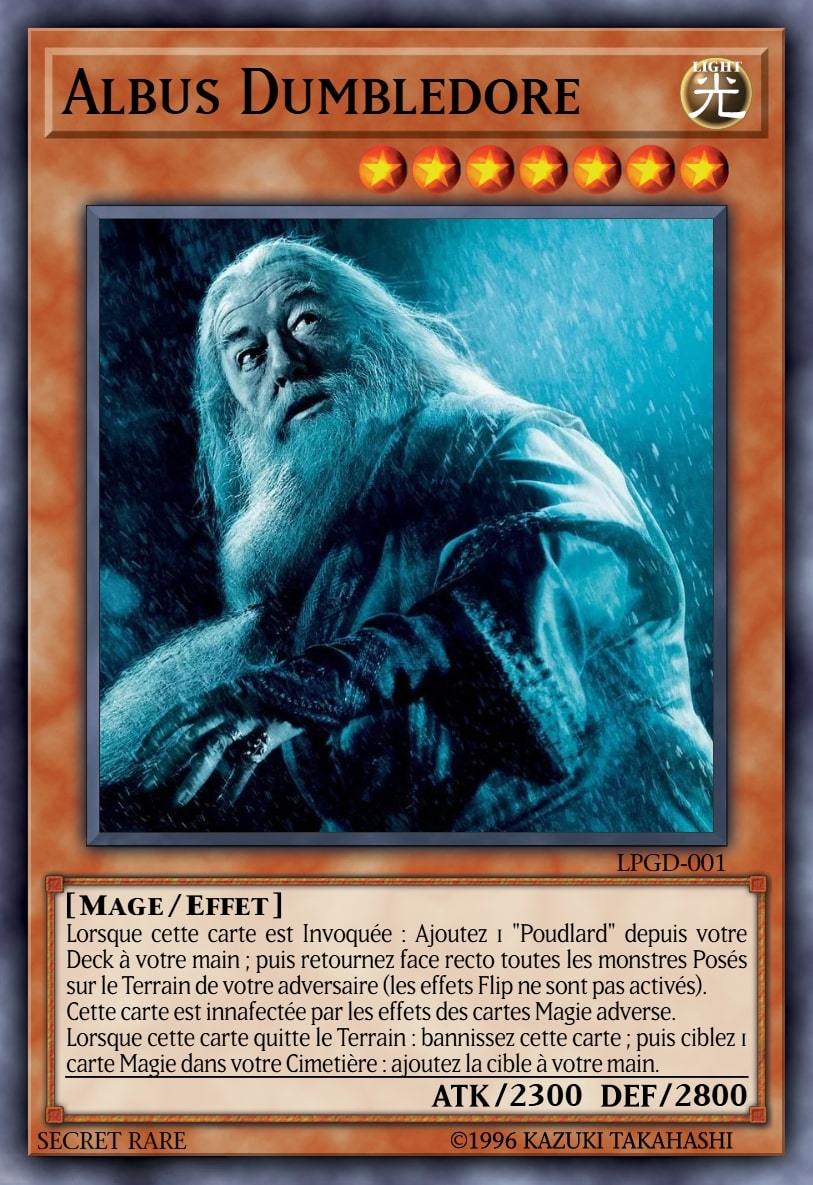 Albus Dumbledore
LIGHT
光
LPGD-001
[Mage/Effet]
Lorsque cette carte est Invoquée : Ajoutez 1 "Poudlard" depuis votre
Deck à votre main ; puis retournez face recto toutes les monstres Posés
sur le Terrain de votre adversaire (les effets Flip ne sont pas activés).
Cette carte est innafectée par les effets des cartes Magie adverse.
Lorsque cette carte quitte le Terrain : bannissez cette carte ; puis ciblez 1
carte Magie dans votre Cimetière : ajoutez la cible à votre main.
ATK/2300 DEF/2800
SECRET RARE
©1996 KAZUKI TAKAHASHI